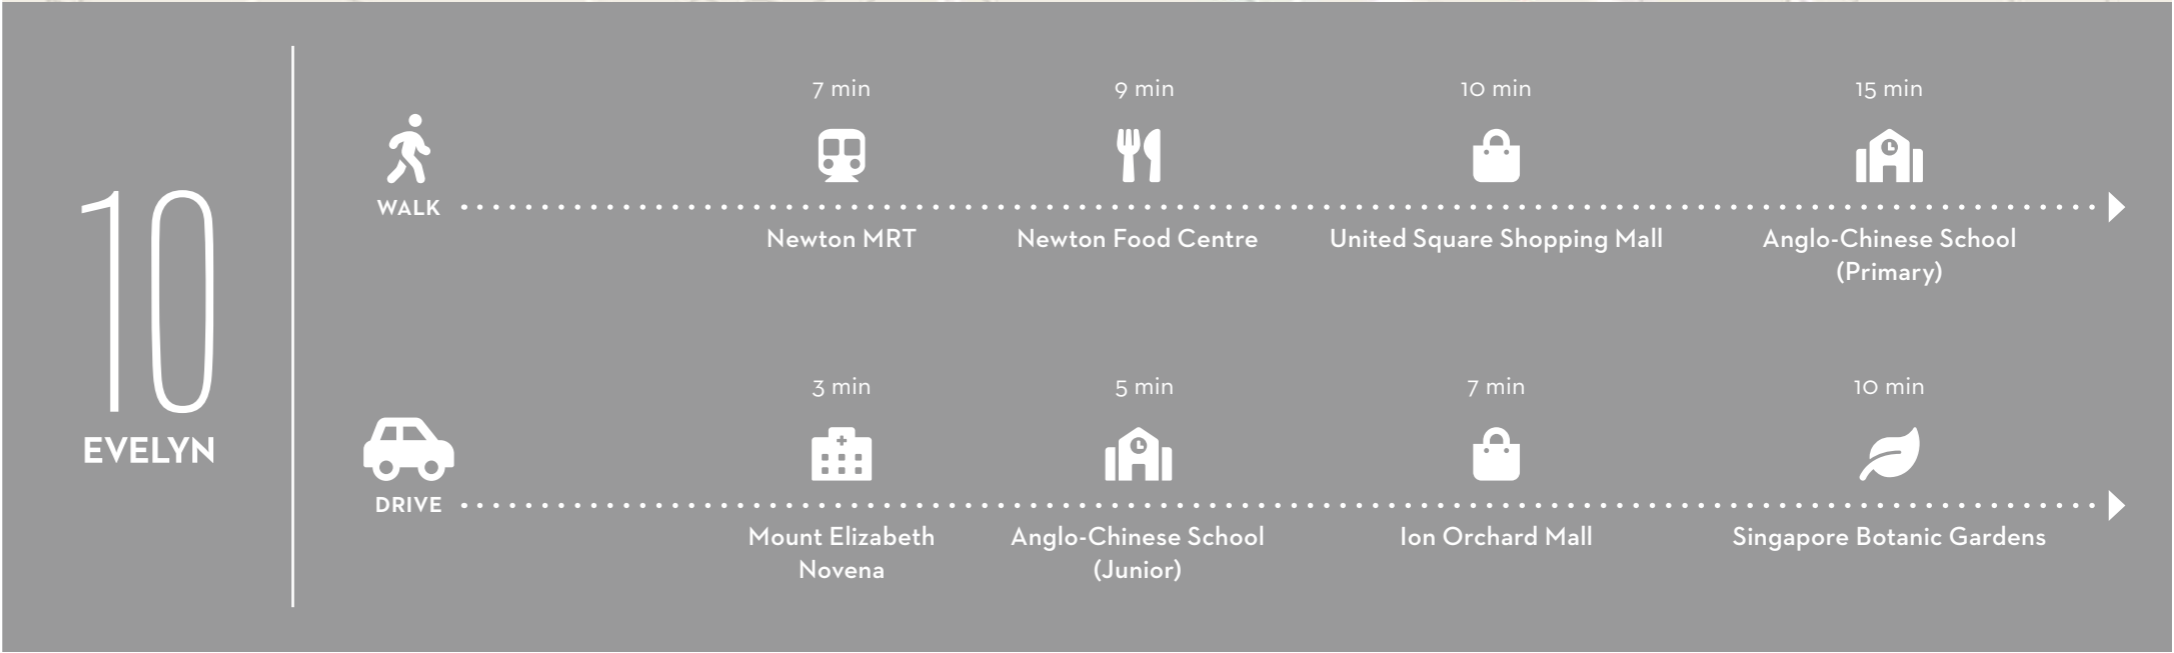 10
EVELYN
7 min
9 min
10 min
15 min
WALK
Newton MRT
Newton Food Centre
United Square Shopping Mall
Anglo-Chinese School
(Primary)
3 min
5 min
7 min
10 min
DRIVE
Mount Elizabeth
Novena
Anglo-Chinese School
(Junior)
Ion Orchard Mall
Singapore Botanic Gardens